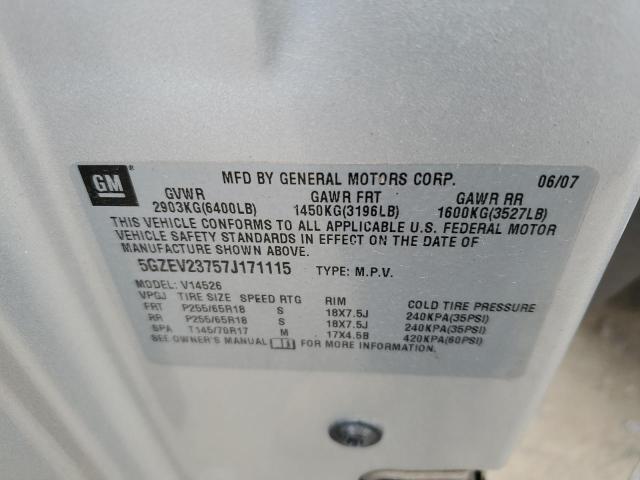 GM
MFD BY GENERAL MOTORS CORP. 06/07
GVWR GAWR FRT GAWR RR
2903KG(6400LB) 1450KG(3196LB) 1600KG(3527LB)
THIS VEHICLE CONFORMS TO ALL APPLICABLE U.S. FEDERAL MOTOR
VEHICLE SAFETY STANDARDS IN EFFECT ON THE DATE OF
MANUFACTURE SHOWN ABOVE.
5GZEV23757J171115 TYPE: M.P.V.
MODEL: V14526
VPGJ TIRE SIZE SPEED RTG RIM COLD TIRE PRESSURE
FRT P255/65R18 S 18X7.5J 240KPA(35PSI)
RR P255/65R18 S 18X7.5J 240KPA(35PSI)
SPA T145/70R17 M 17X4.5B 420KPA(60PSI)
SEE OWNER'S MANUAL FOR MORE INFORMATION.